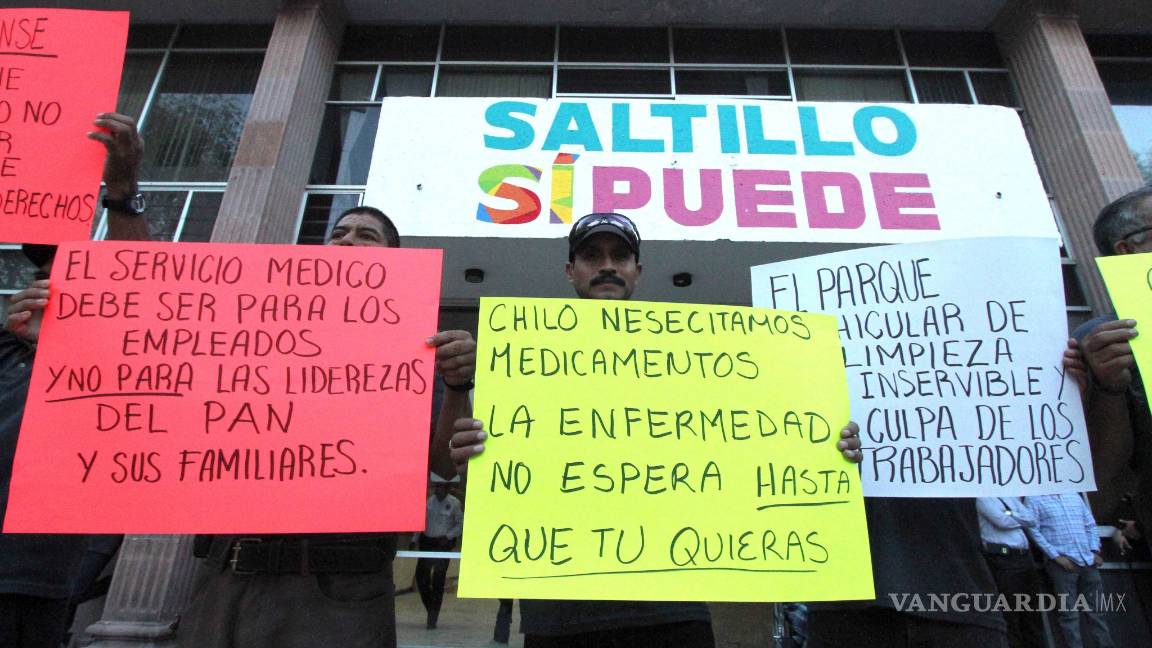 NSE
O NO
DERECHOS
SALTILLO
SÍ PUEDE
EL SERVICIO MEDICO
DEBE SER PARA LOS
EMPLEADOS
Y NO PARA LAS LIDEREZAS
DEL PAN
Y SUS FAMILIARES.
CHILO NESECITAMOS
MEDICAMENTOS
LA ENFERMEDAD
NO ESPERA HASTA
QUE TU QUIERAS
EL PARQUE
HICULAR DE
LIMPIEZA
INSERVIBLE Y
CULPA DE LOS
TRABAJADORES
VANGUARDIA|MX